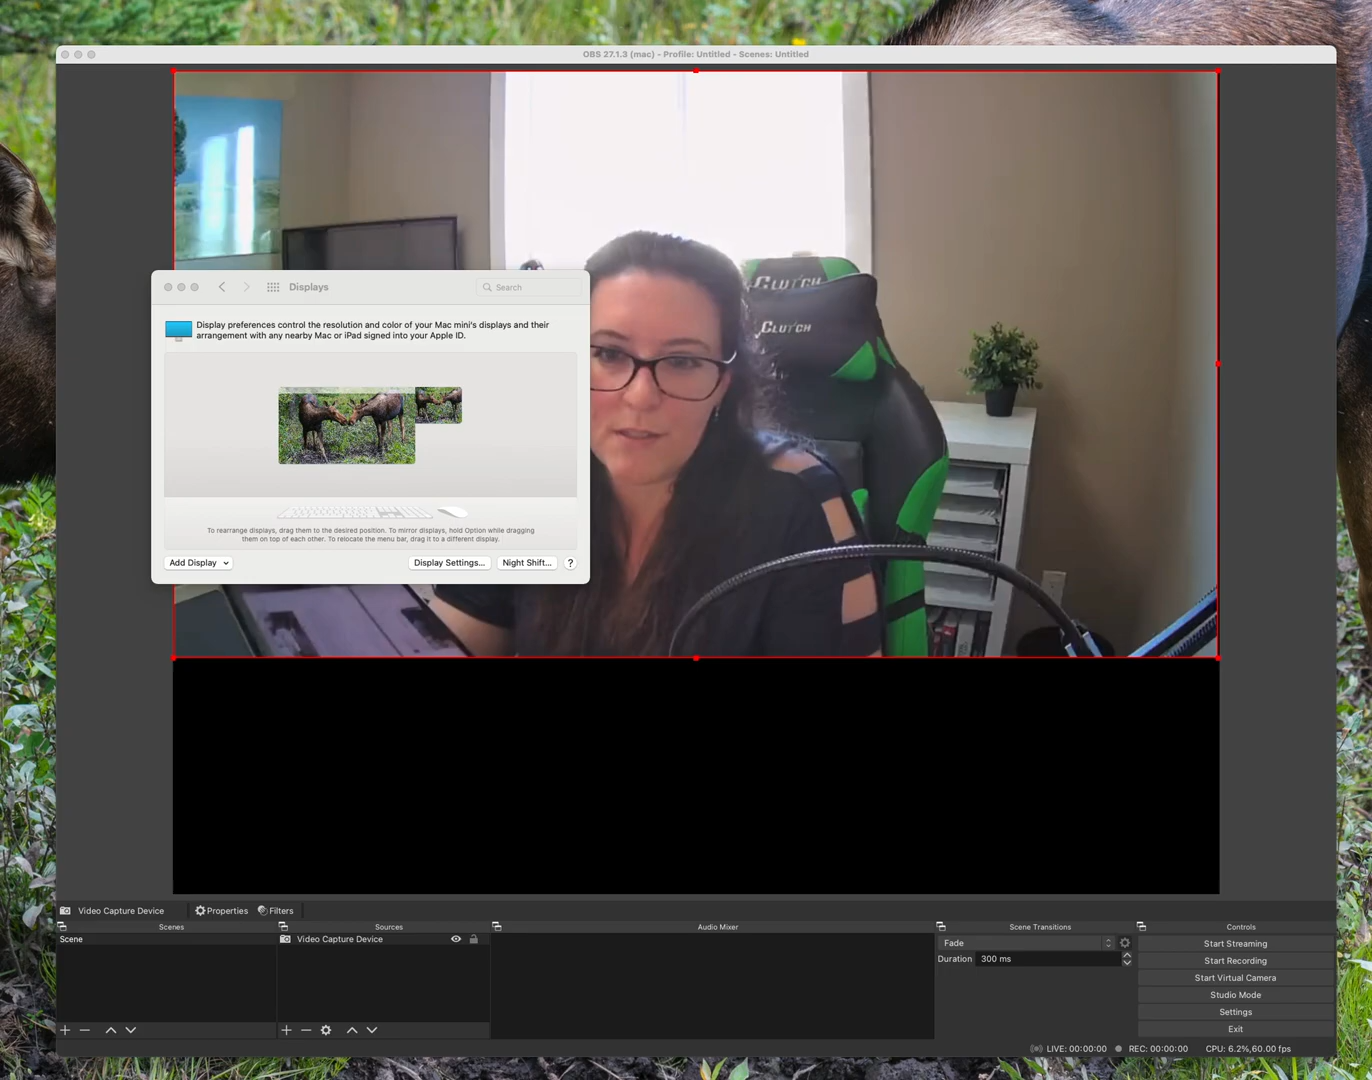 OBS 27.1.3 (mac) - Profile: Untitled - Scenes: Untitled
CLUTCH
CLUTCH
Displays
Search
Display preferences control the resolution and color of your Mac mini's displays and their
arrangement with any nearby Mac or iPad signed into your Apple ID.
To rearrange displays, drag them to the desired position. To mirror displays, hold Option while dragging
them on top of each other. To relocate the menu bar, drag it to a different display.
Add Display
Display Settings...
Night Shift...
?
Video Capture Device
Properties
Filters
Scenes
Sources
Audio Mixer
Scene Transitions
Controls
Scene
Video Capture Device
Fade
Duration
300 ms
Start Streaming
Start Recording
Start Virtual Camera
Studio Mode
Settings
Exit
LIVE: 00:00:00
REC: 00:00:00
CPU: 6.2%,60.00 fps